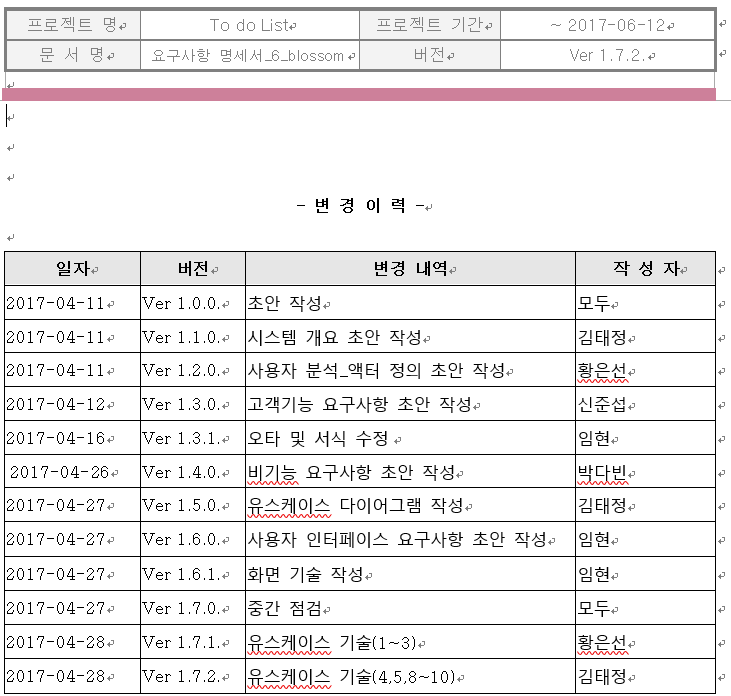 프로젝트 명 To do List 프로젝트 기간 ~ 2017-06-12
문 서 명 요구사항 명세서_6_blossom 버전 Ver 1.7.2.
- 변 경 이 력 -
일자 버전 변경 내역 작 성 자
2017-04-11 Ver 1.0.0. 초안 작성 모두
2017-04-11 Ver 1.1.0. 시스템 개요 초안 작성 김태정
2017-04-11 Ver 1.2.0. 사용자 분석_액터 정의 초안 작성 황은선
2017-04-12 Ver 1.3.0. 고객기능 요구사항 초안 작성 신준섭
2017-04-16 Ver 1.3.1. 오타 및 서식 수정 임현
2017-04-26 Ver 1.4.0. 비기능 요구사항 초안 작성 박다빈
2017-04-27 Ver 1.5.0. 유스케이스 다이어그램 작성 김태정
2017-04-27 Ver 1.6.0. 사용자 인터페이스 요구사항 초안 작성 임현
2017-04-27 Ver 1.6.1. 화면 기술 작성 임현
2017-04-27 Ver 1.7.0. 중간 점검 모두
2017-04-28 Ver 1.7.1. 유스케이스 기술(1~3) 황은선
2017-04-28 Ver 1.7.2. 유스케이스 기술(4,5,8~10) 김태정